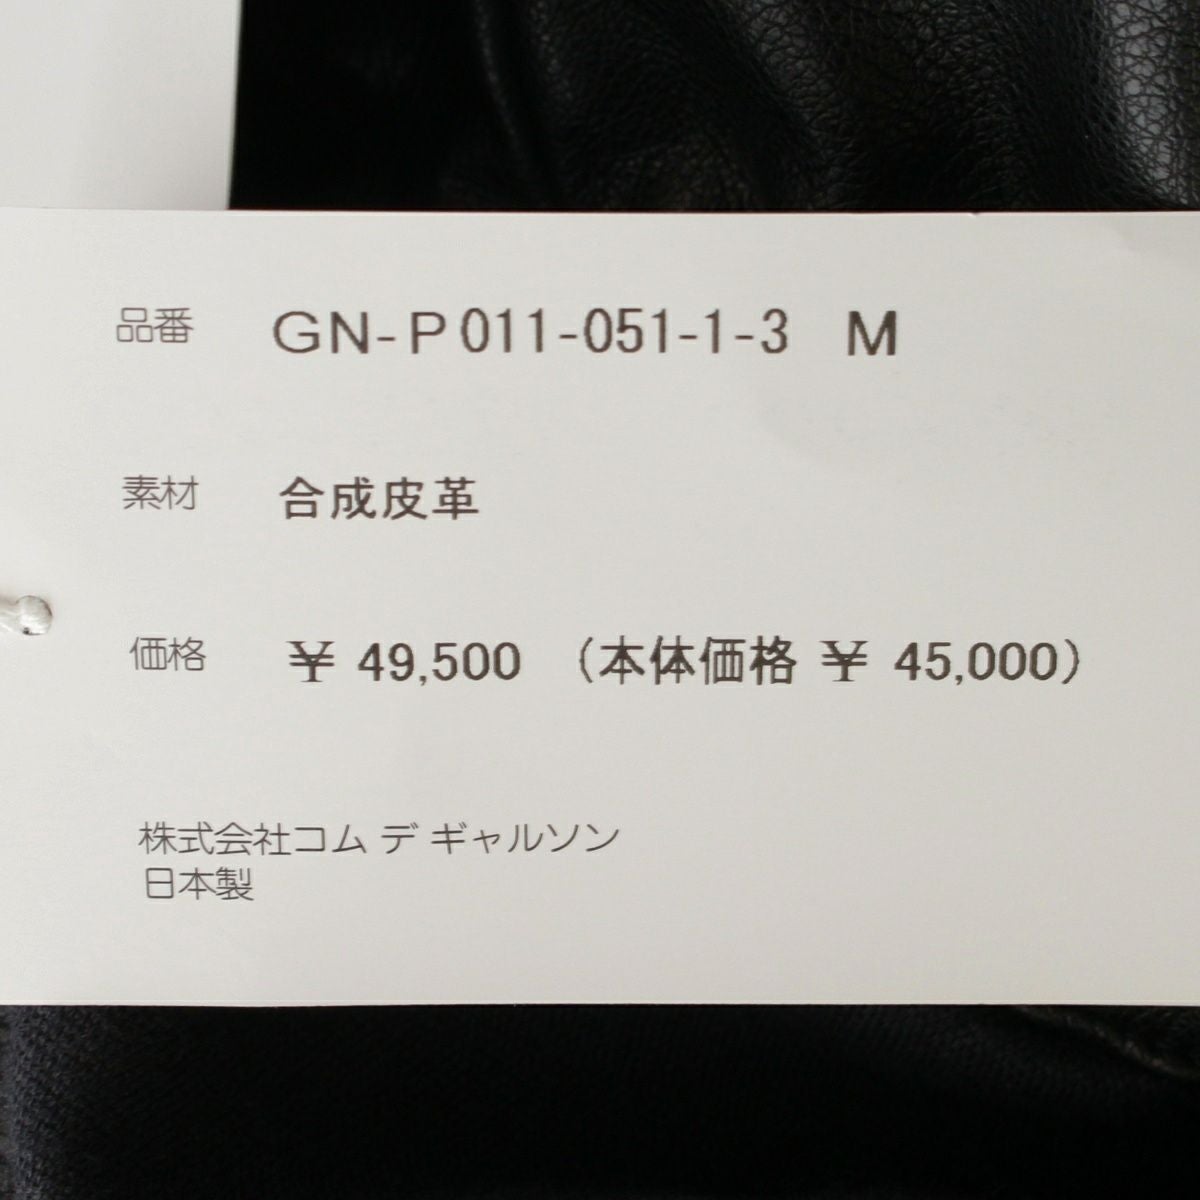 品番 GN-P011-051-1-3 M
素材 合成皮革
価格 ¥ 49,500 （本体価格 ¥ 45,000）
株式会社コム デ ギャルソン
日本製